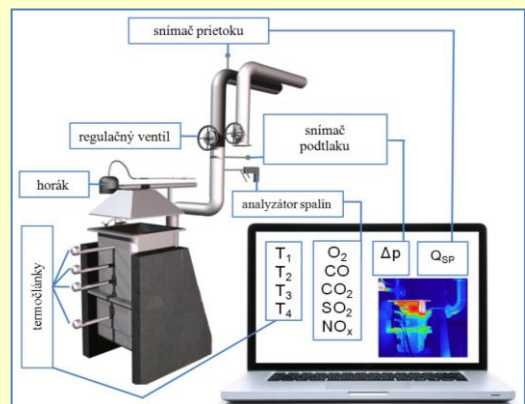 snímač prietoku
regulačný ventil
snímač
podtlaku
horák
analyzátor spalín
termočlánky
T₁
T₂
T₃
T₄
O₂
CO
CO₂
SO₂
NOₓ
Δp
Q_SP